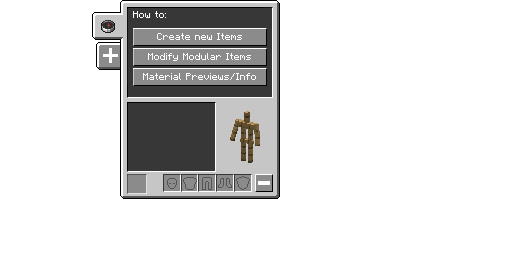 How to:
Create new Items
Modify Modular Items
Material Previews/Info